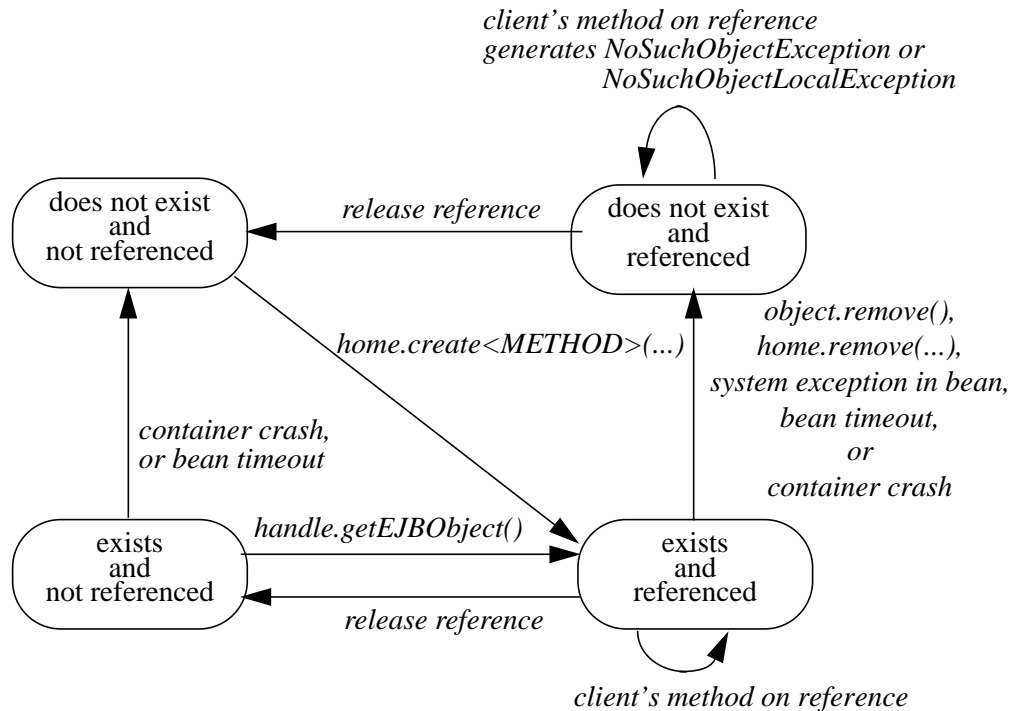 client's method on reference
generates NoSuchObjectException or
NoSuchObjectLocalException
does not exist
and
not referenced
release reference
does not exist
and
referenced
home.create<METHOD>(...)
object.remove(),
home.remove(...),
system exception in bean,
bean timeout,
or
container crash
container crash,
or bean timeout
exists
and
not referenced
handle.getEJBObject()
release reference
exists
and
referenced
client's method on reference